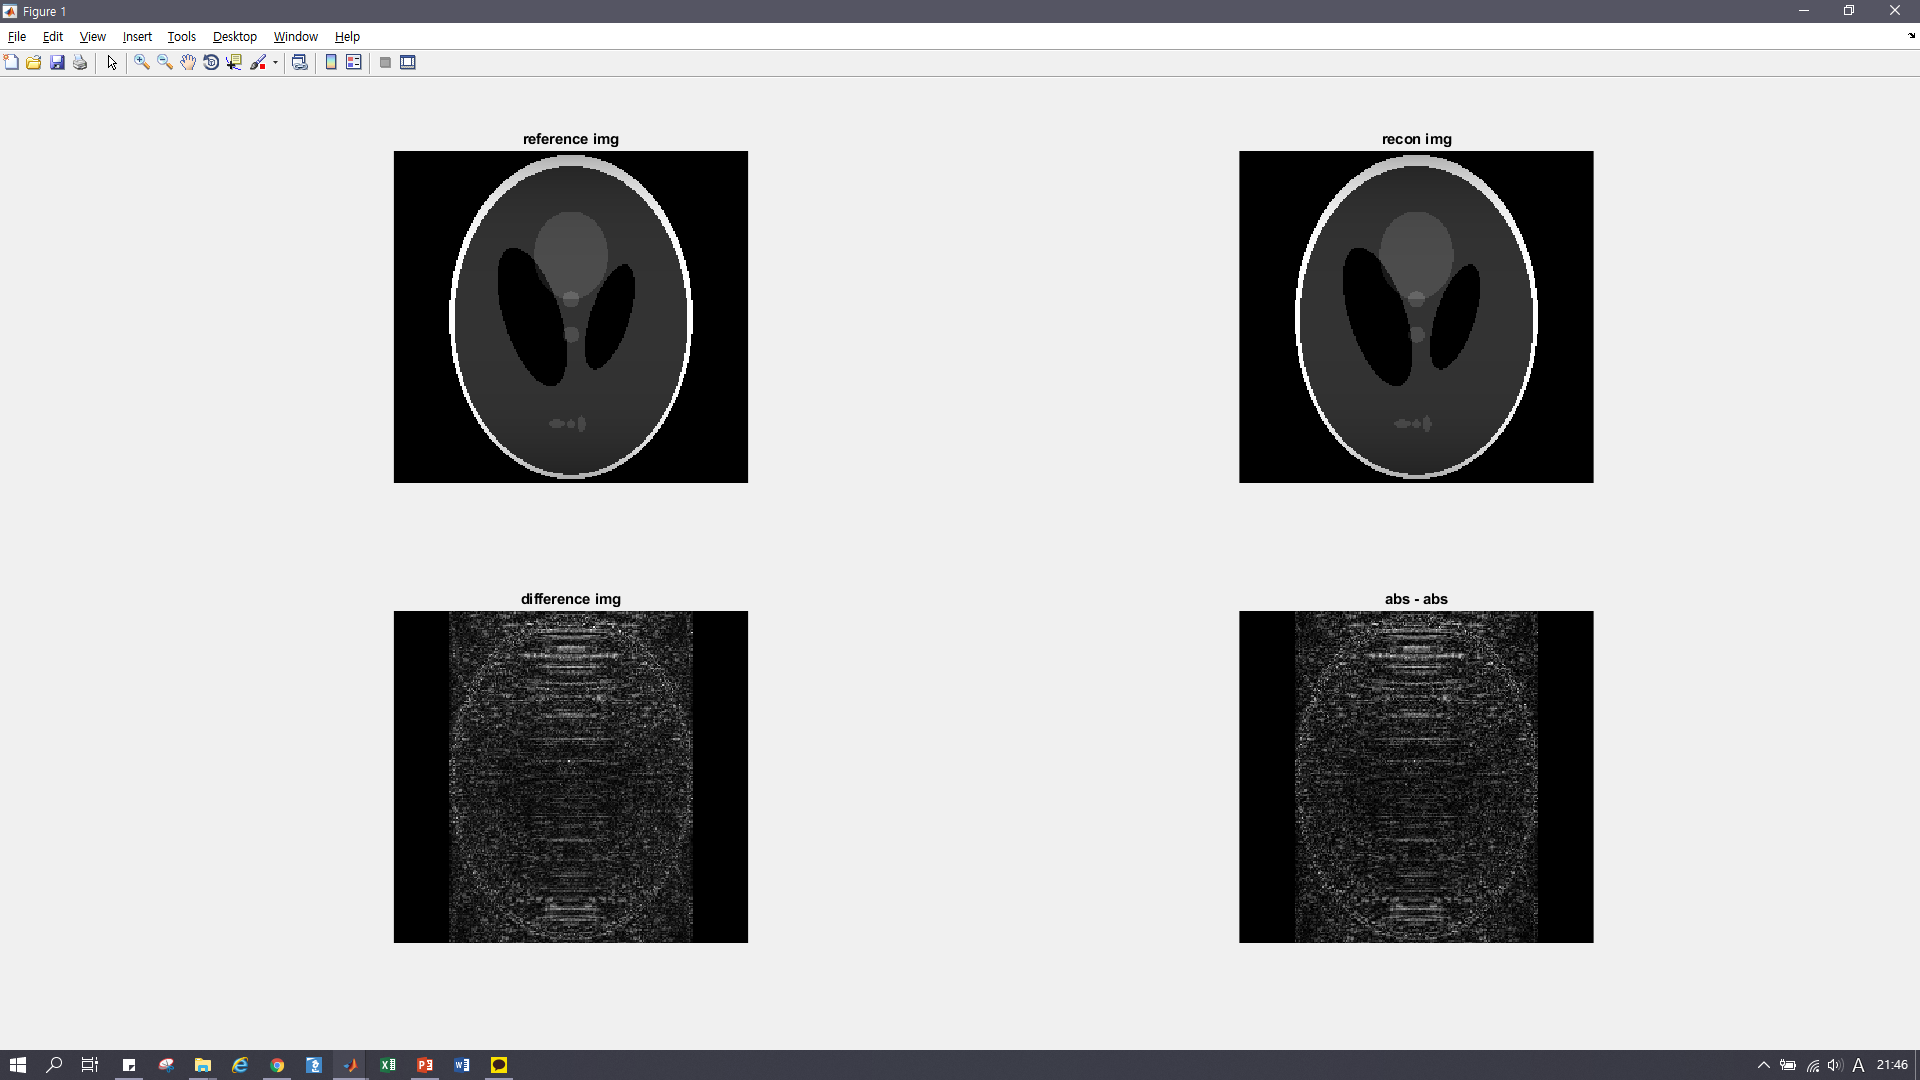 Figure 1
File Edit View Insert Tools Desktop Window Help
reference img
recon img
difference img
abs - abs
A 21:46